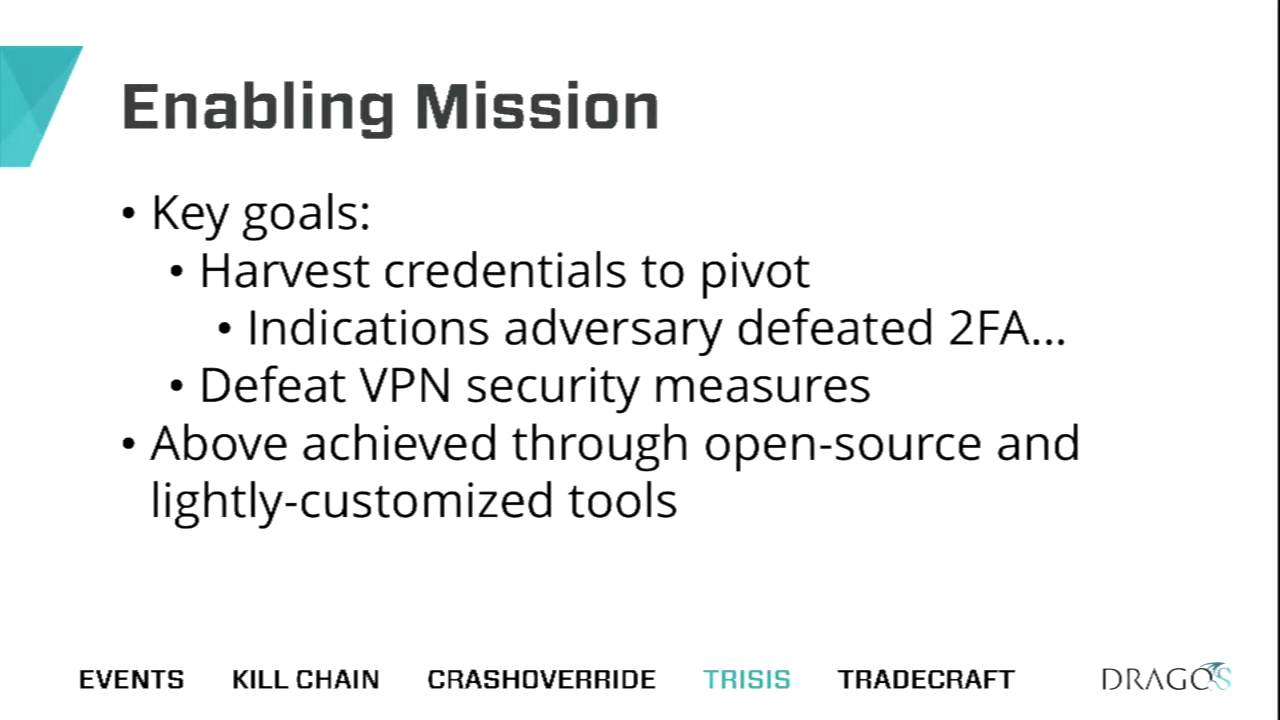 Enabling Mission
• Key goals:
• Harvest credentials to pivot
• Indications adversary defeated 2FA...
• Defeat VPN security measures
• Above achieved through open-source and
lightly-customized tools
EVENTS KILL CHAIN CRASHOVERRIDE TRISIS TRADECRAFT DRAGOS